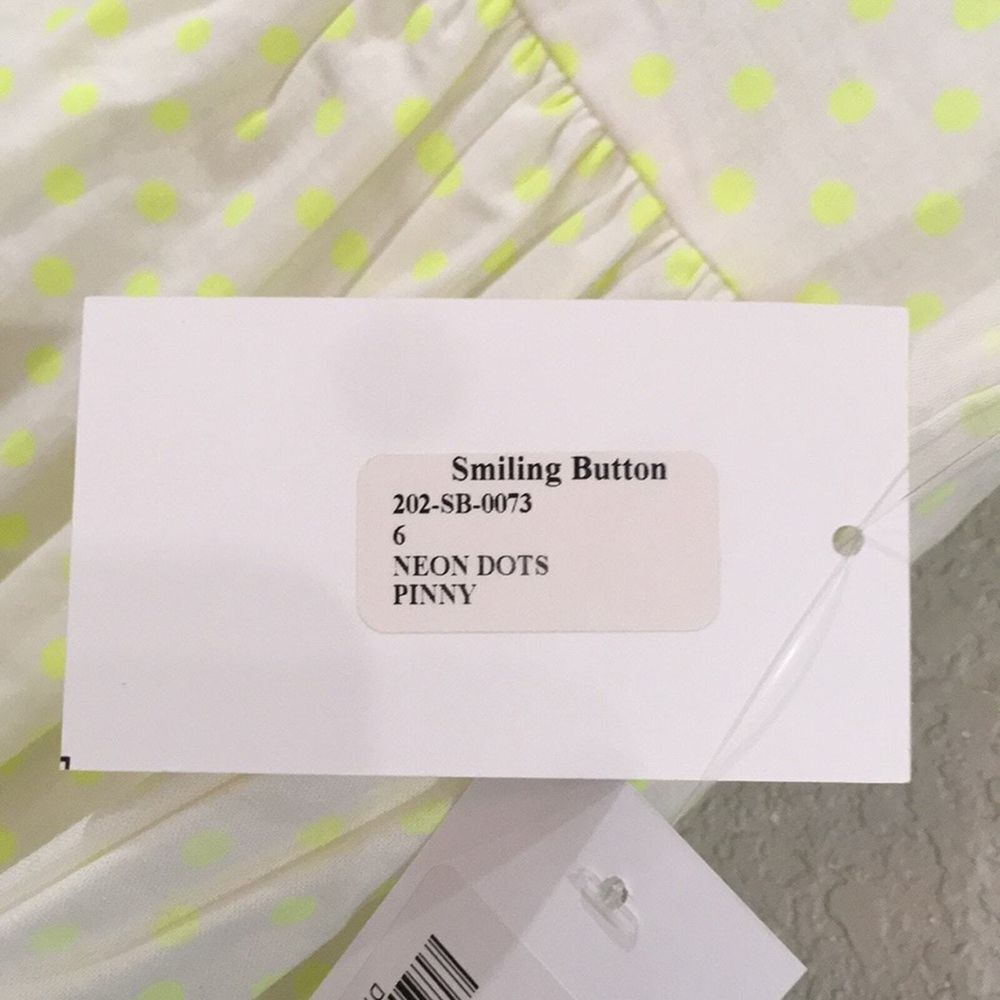 Smiling Button
202-SB-0073
6
NEON DOTS
PINNY